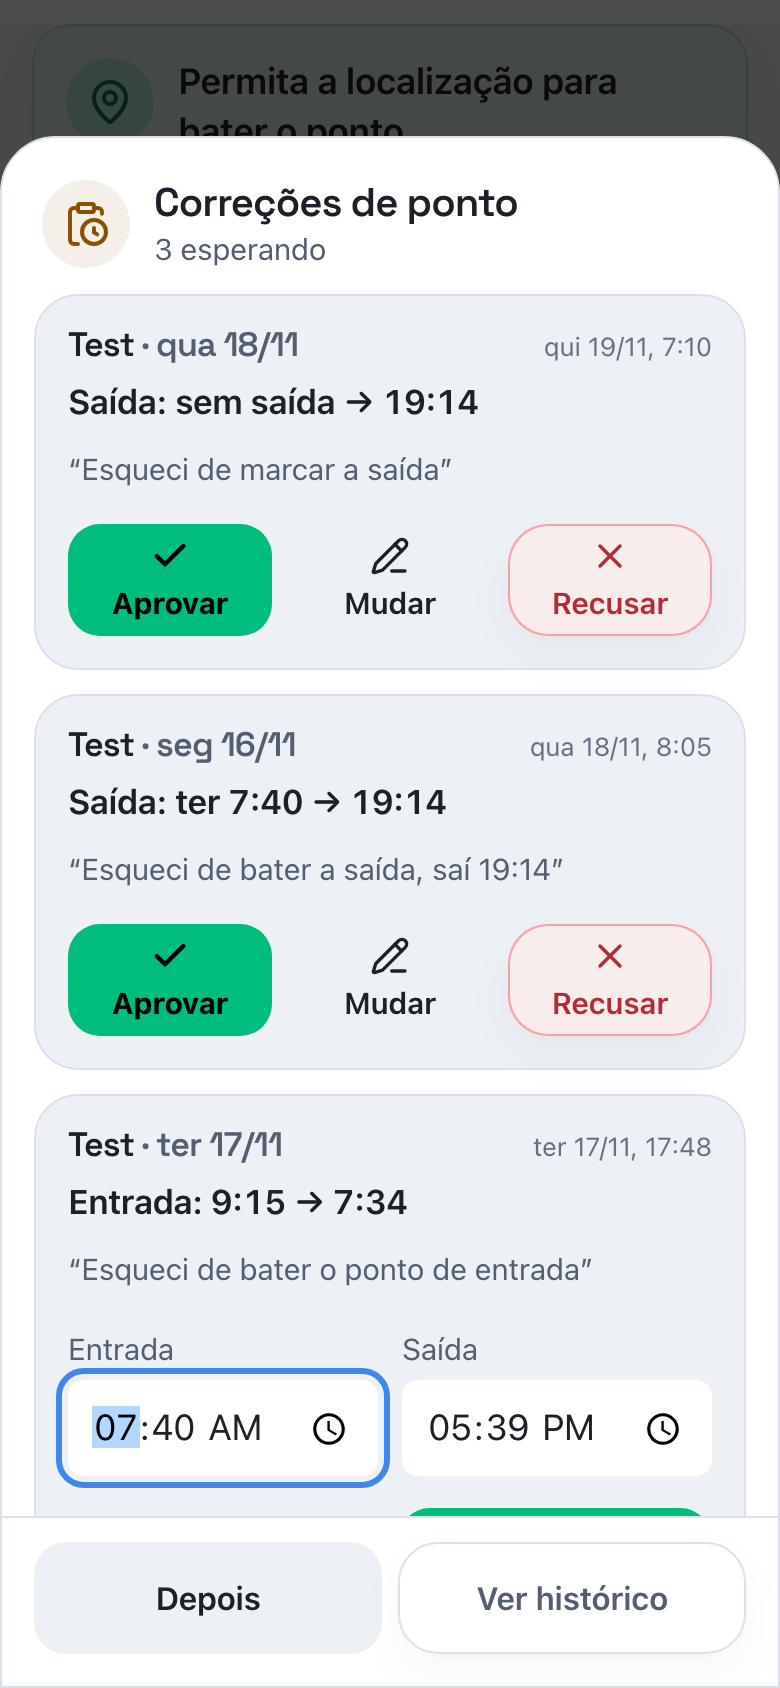 Permita a localização para
bater o ponto
Correções de ponto
3 esperando
Test · qua 18/11
qui 19/11, 7:10
Saída: sem saída → 19:14
“Esqueci de marcar a saída”
Aprovar
Mudar
Recusar
Test · seg 16/11
qua 18/11, 8:05
Saída: ter 7:40 → 19:14
“Esqueci de bater a saída, saí 19:14”
Aprovar
Mudar
Recusar
Test · ter 17/11
ter 17/11, 17:48
Entrada: 9:15 → 7:34
“Esqueci de bater o ponto de entrada”
Entrada
Saída
07:40 AM
05:39 PM
Depois
Ver histórico